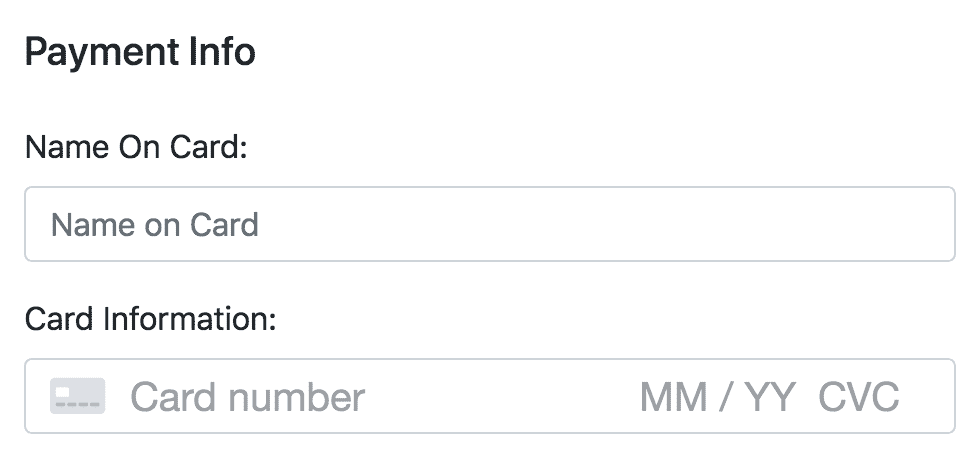 Payment Info
Name On Card:
Name on Card
Card Information:
Card number MM / YY CVC